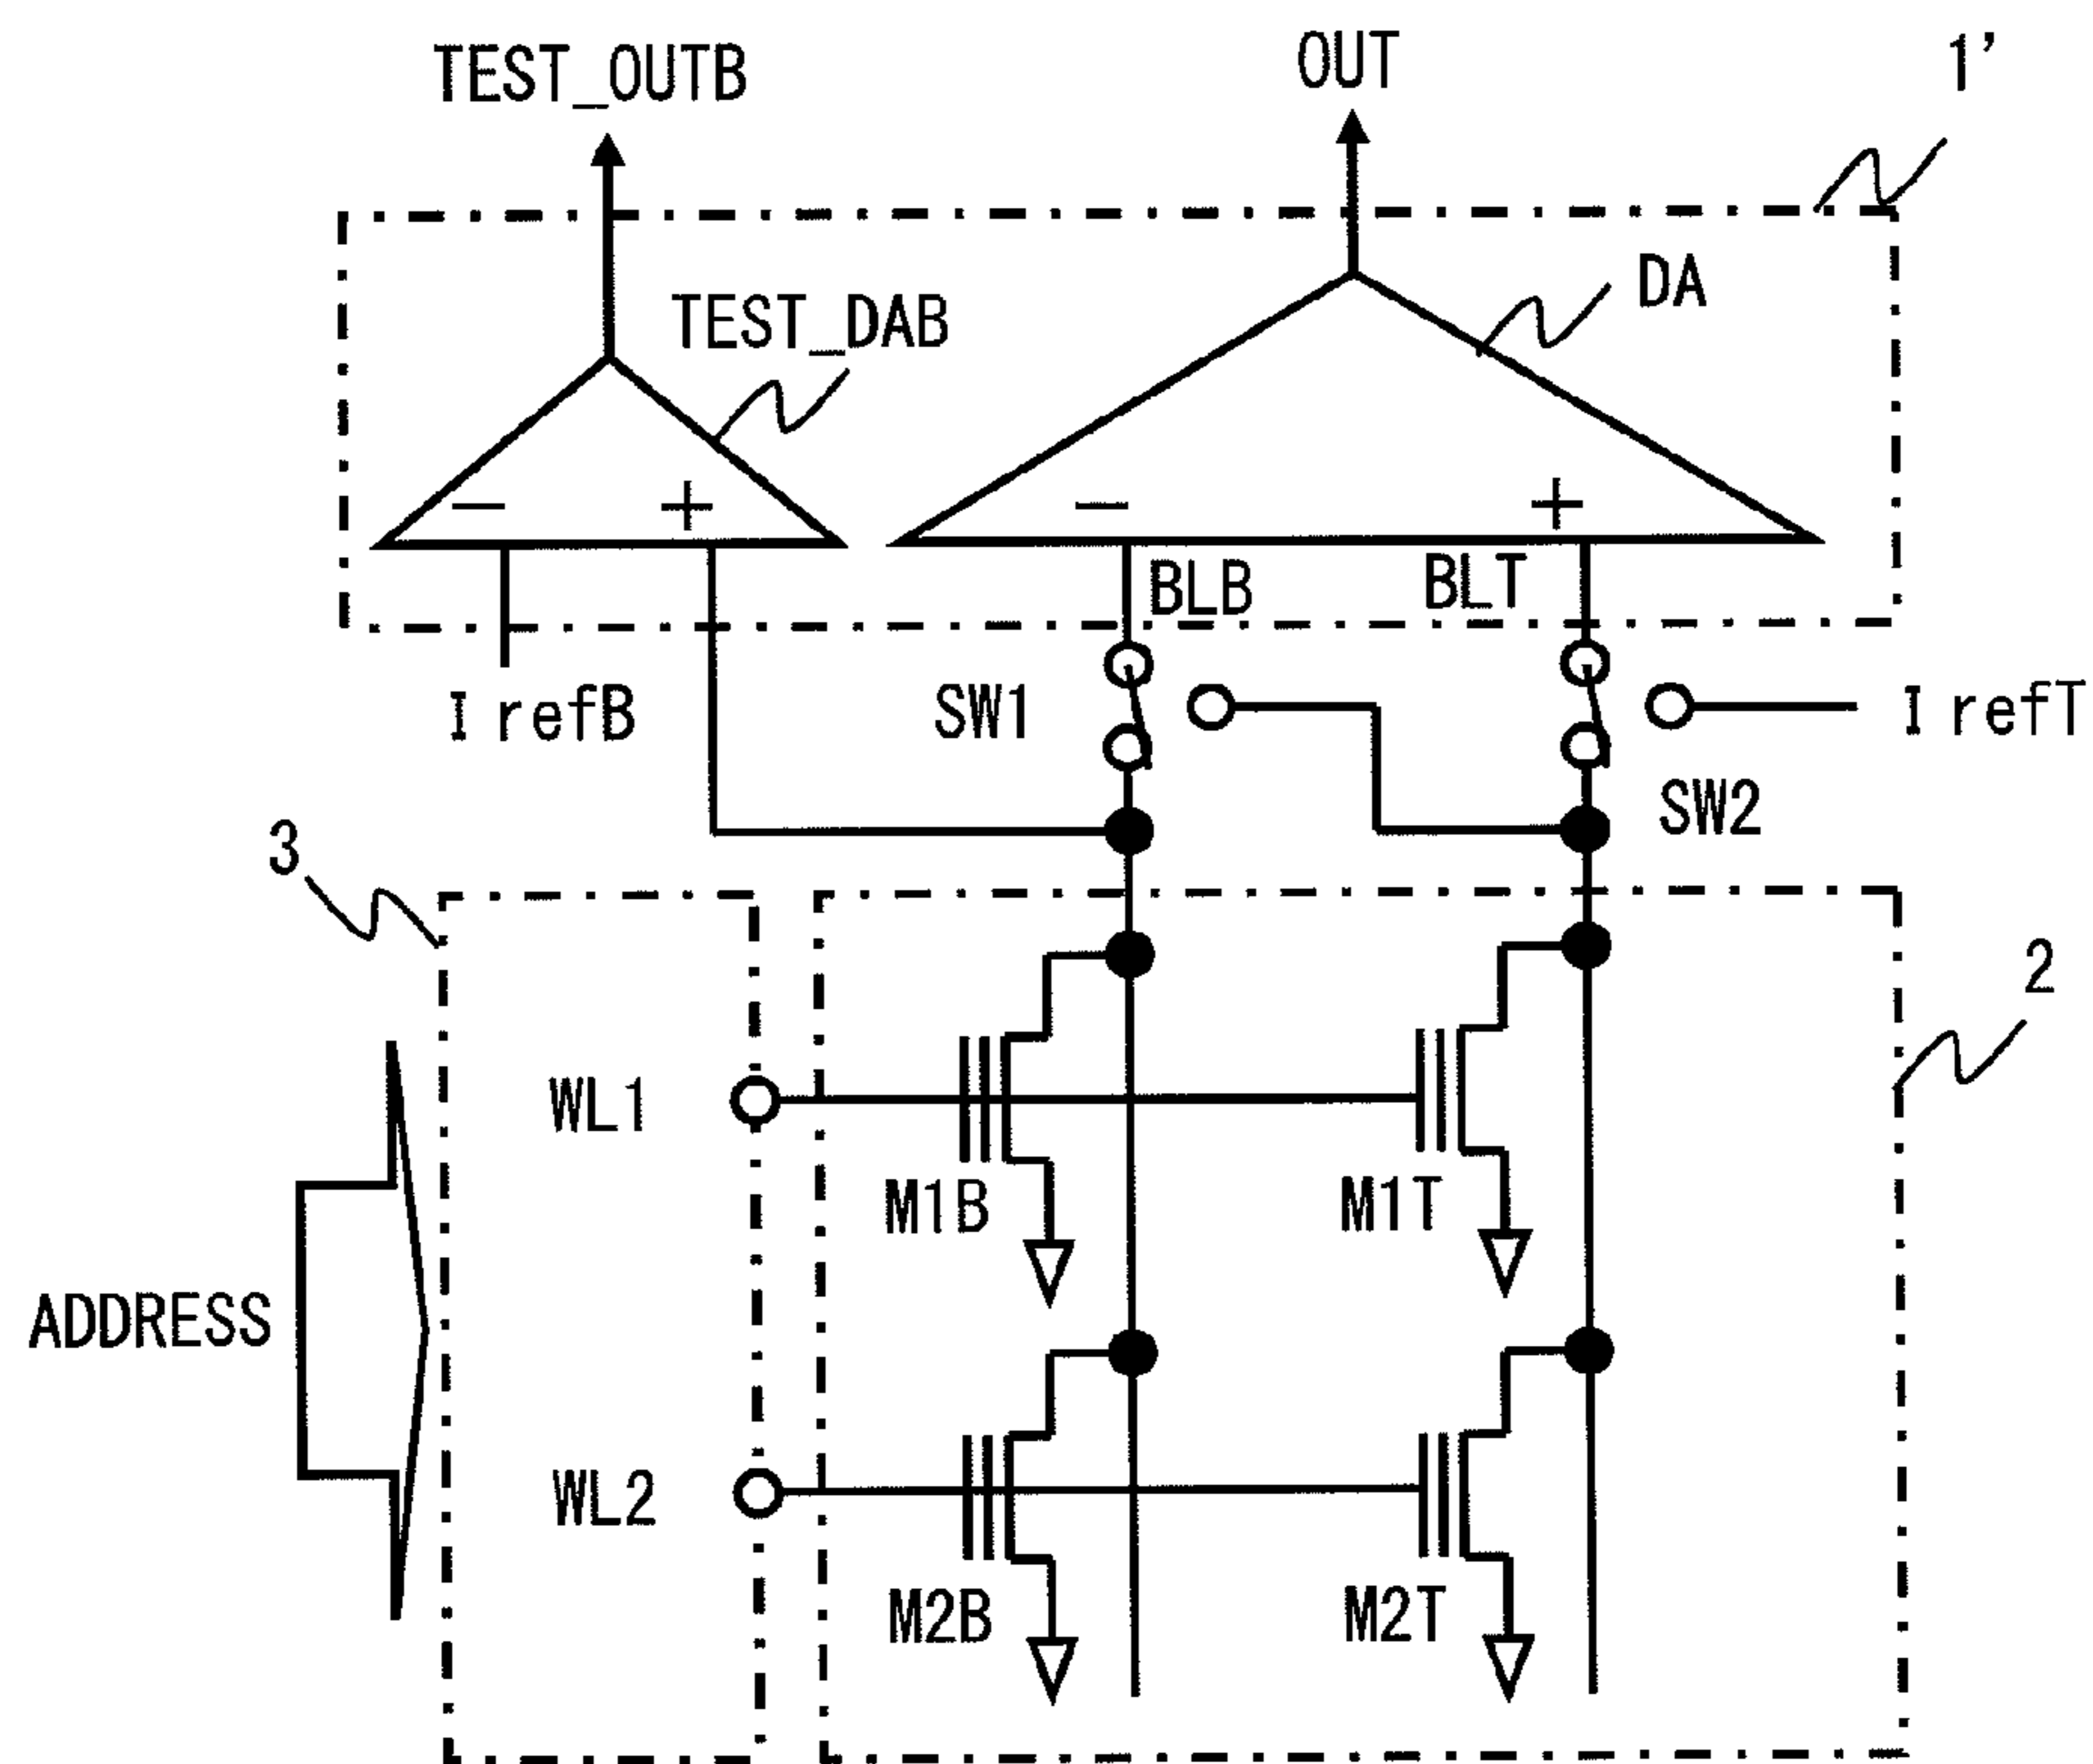 TEST_OUTB
OUT
1'
TEST_DAB
DA
−
+
−
+
BLB
BLT
IrefB
SW1
IrefT
SW2
3
2
WL1
M1B
M1T
ADDRESS
WL2
M2B
M2T